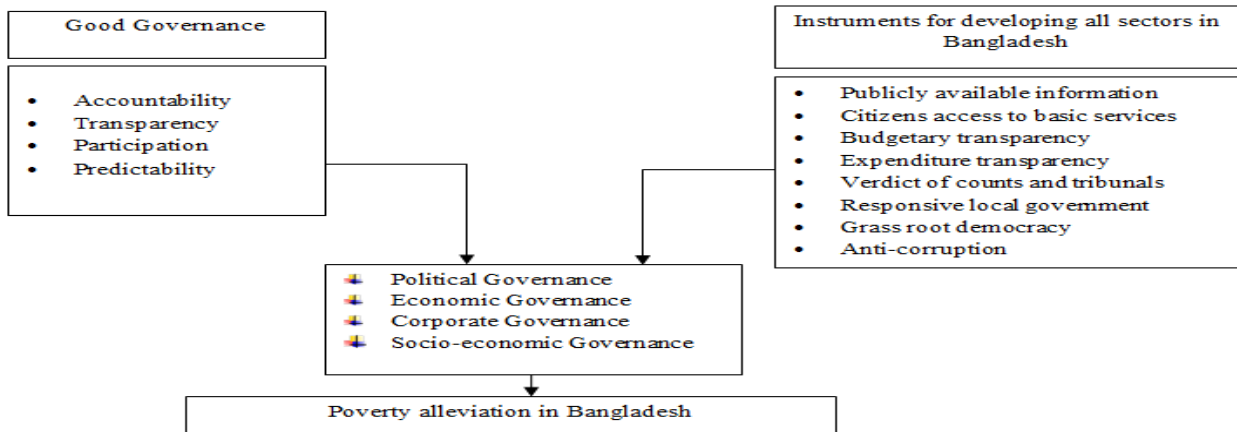 Good Governance
Accountability
Transparency
Participation
Predictability
Instruments for developing all sectors in
Bangladesh
Publicly available information
Citizens access to basic services
Budgetary transparency
Expenditure transparency
Verdict of counts and tribunals
Responsive local government
Grass root democracy
Anti-corruption
Political Governance
Economic Governance
Corporate Governance
Socio-economic Governance
Poverty alleviation in Bangladesh